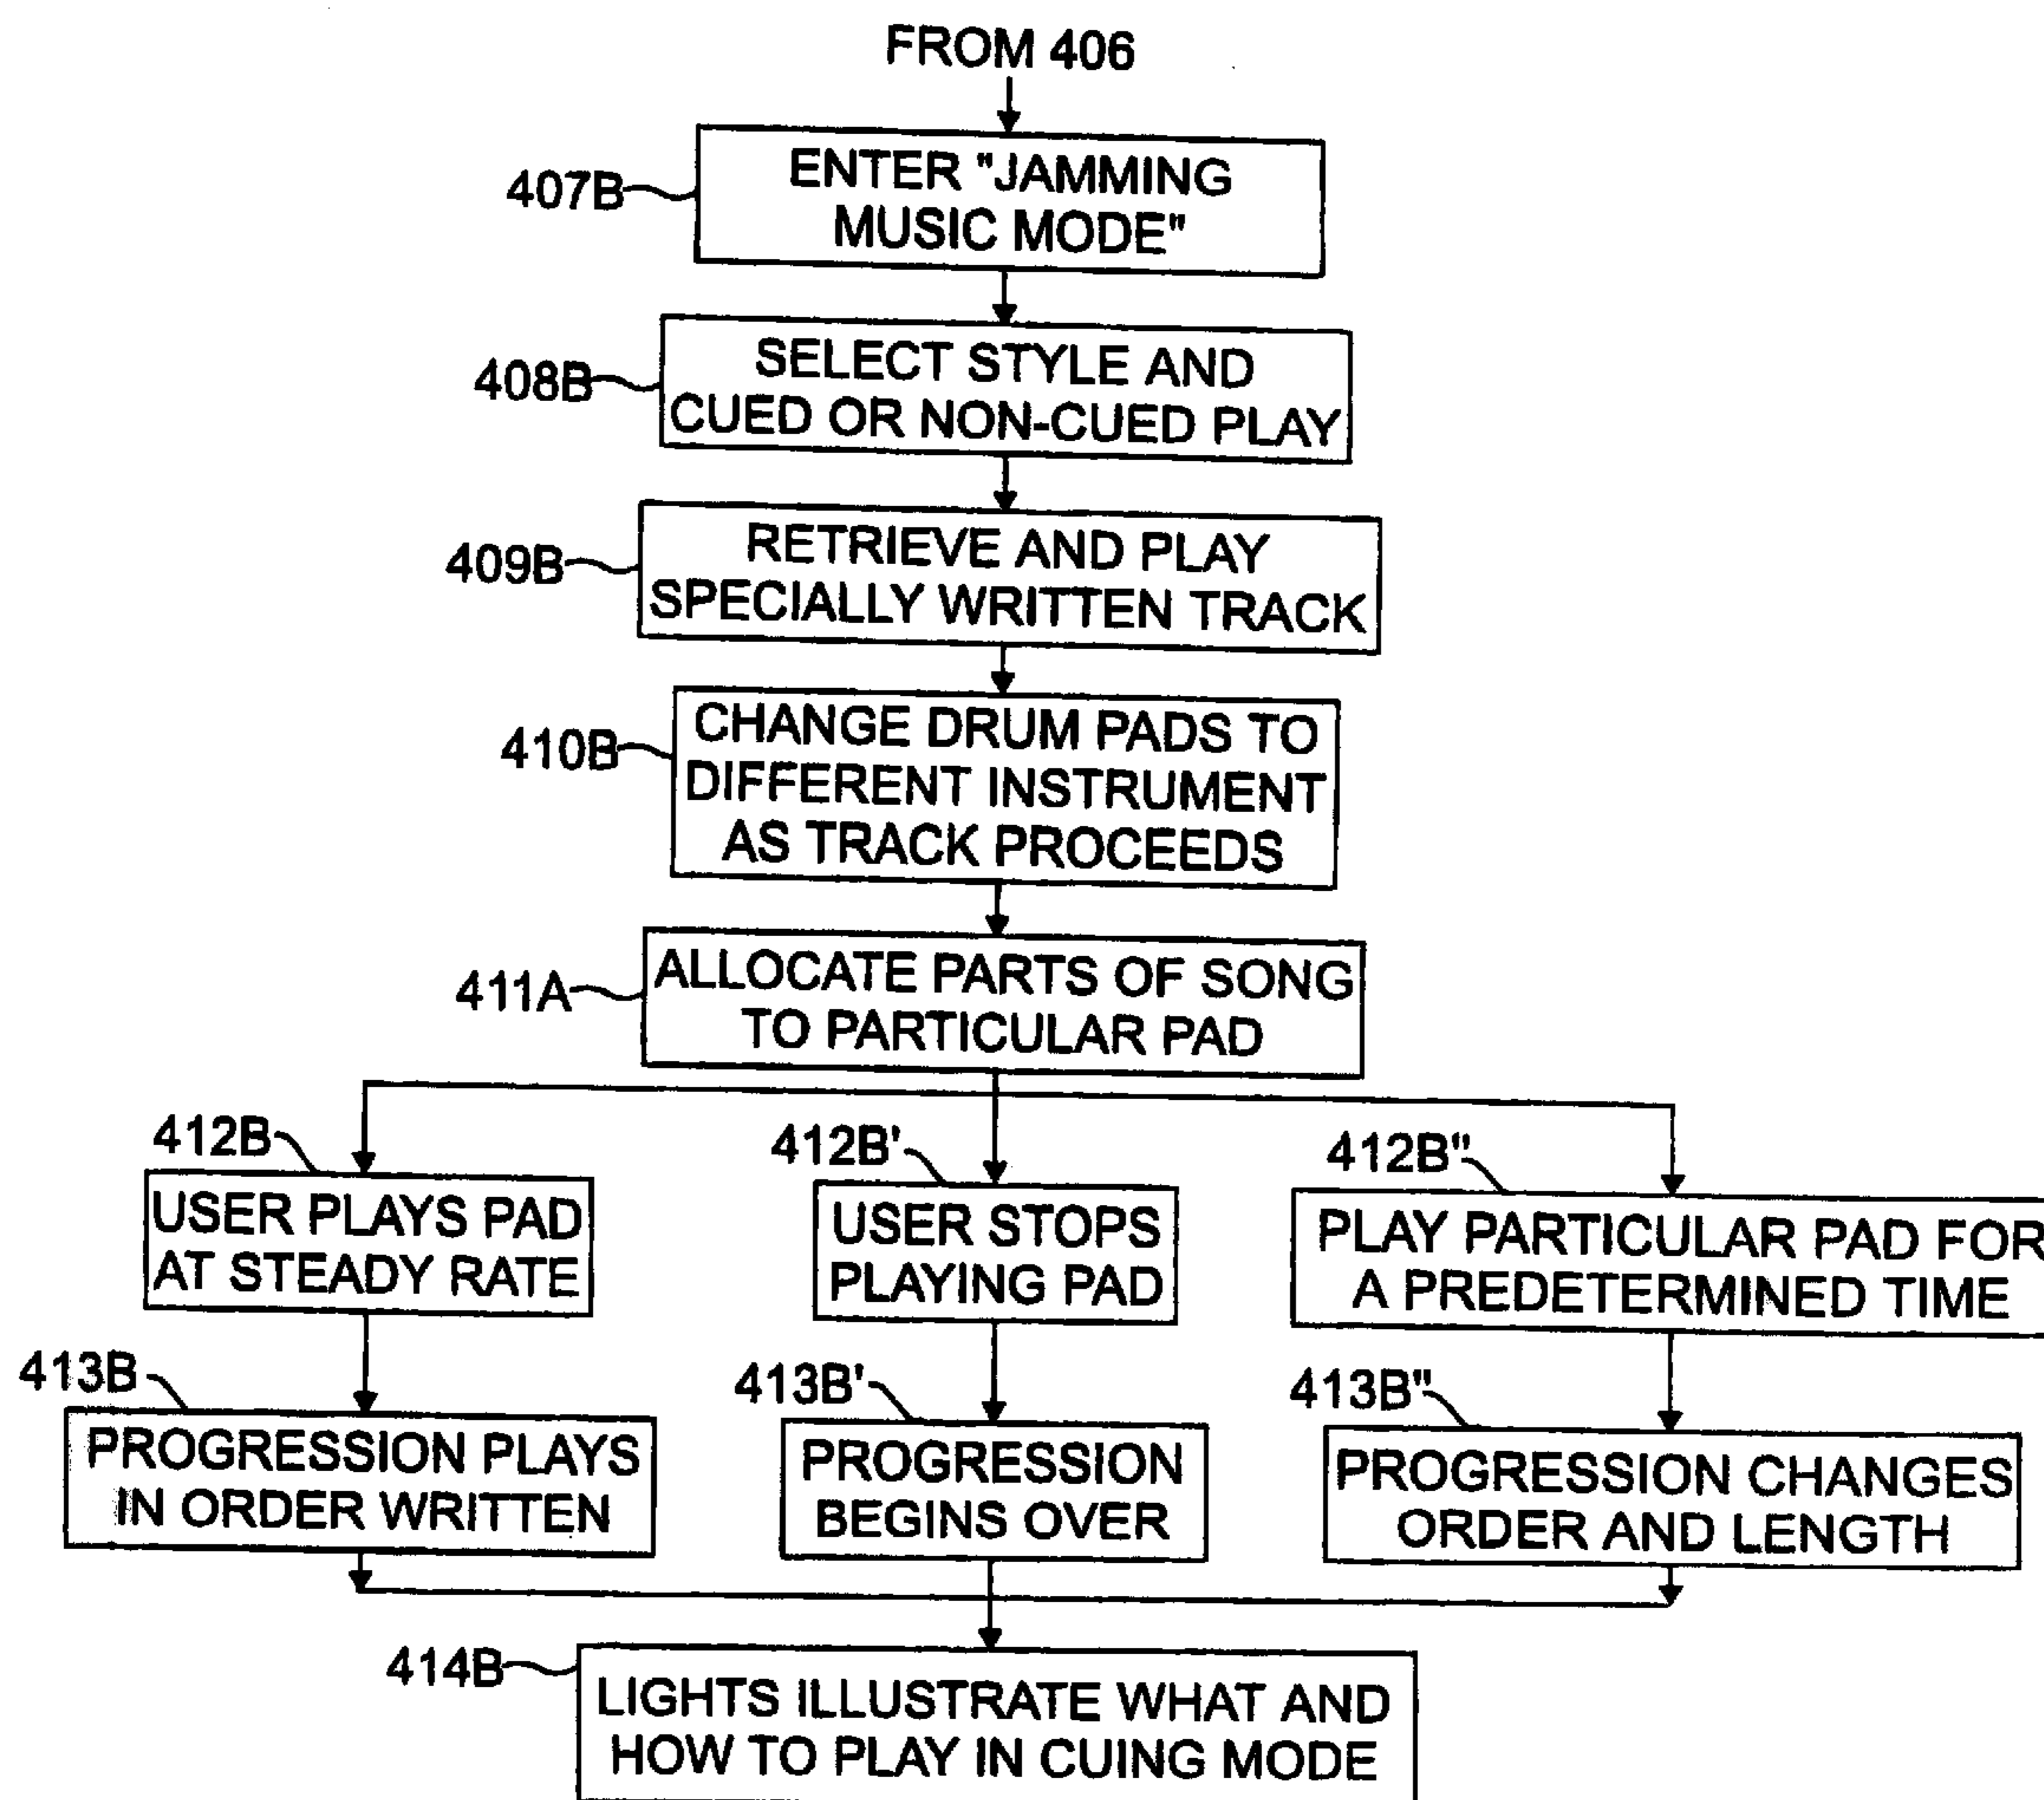 FROM 406
407B
ENTER "JAMMING
MUSIC MODE"
408B
SELECT STYLE AND
CUED OR NON-CUED PLAY
409B
RETRIEVE AND PLAY
SPECIALLY WRITTEN TRACK
410B
CHANGE DRUM PADS TO
DIFFERENT INSTRUMENT
AS TRACK PROCEEDS
411A
ALLOCATE PARTS OF SONG
TO PARTICULAR PAD
412B
USER PLAYS PAD
AT STEADY RATE
412B'
USER STOPS
PLAYING PAD
412B"
PLAY PARTICULAR PAD FOR
A PREDETERMINED TIME
413B
PROGRESSION PLAYS
IN ORDER WRITTEN
413B'
PROGRESSION
BEGINS OVER
413B"
PROGRESSION CHANGES
ORDER AND LENGTH
414B
LIGHTS ILLUSTRATE WHAT AND
HOW TO PLAY IN CUING MODE